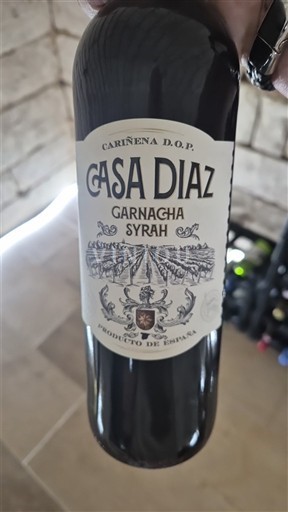 CARIÑENA D.O.P.
CASA DIAZ
GARNACHA
SYRAH
PRODUCTO DE ESPAÑA